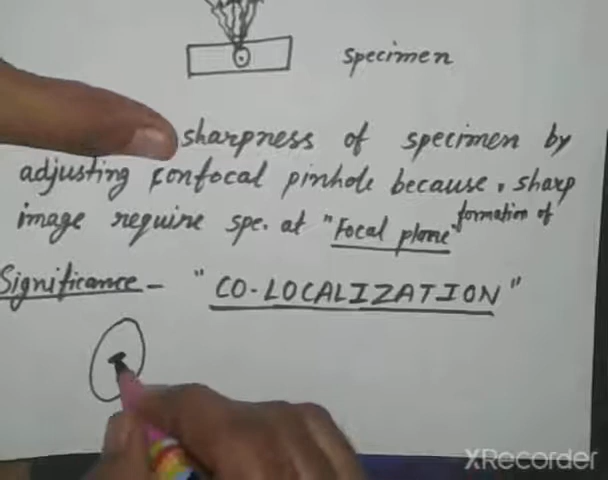 specimen
sharpness of specimen by
adjusting confocal pinhole because, sharp
image require spe. at "Focal plane" formation of
Significance - "CO-LOCALIZATION"
XRecorder